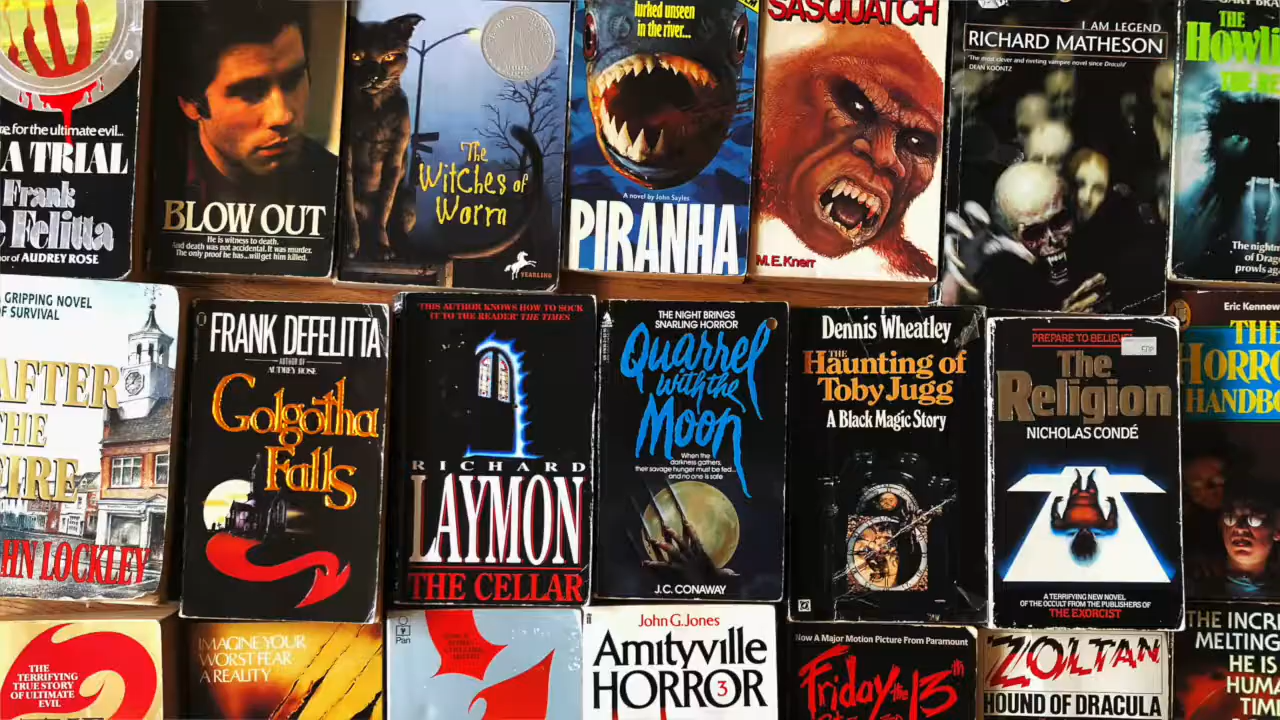 e for the ultimate evil...
A TRIAL
Frank
e Felitta
or of AUDREY ROSE
BLOW OUT
He is witness to death.
And death was not accidental. It was murder.
The only proof he has...will get him killed.
The
Witches of
Worm
YEARLING
lurked unseen
in the river...
A novel by John Sayles
PIRANHA
SASQUATCH
M.E. Knerr
I AM LEGEND
RICHARD MATHESON
'The most clever and riveting vampire novel since Dracula'
DEAN KOONTZ
THE
Howli
The nightm
of Drago
prowls aga
A GRIPPING NOVEL
OF SURVIVAL
AFTER
THE
FIRE
HN LOCKLEY
FRANK DEFELITTA
AUTHOR OF
AUDREY ROSE
Golgotha
Falls
'THIS AUTHOR KNOWS HOW TO SOCK
IT TO THE READER' THE TIMES
RICHARD
LAYMON
THE CELLAR
THE NIGHT BRINGS
SNARLING HORROR
Quarrel
with the
Moon
When the
darkness gathers,
their savage hunger must be fed...
and no one is safe
J.C. CONAWAY
Dennis Wheatley
THE
Haunting of
Toby Jugg
A Black Magic Story
PREPARE TO BELIEVE
The
Religion
NICHOLAS CONDÉ
A TERRIFYING NEW NOVEL
OF THE OCCULT FROM THE PUBLISHERS OF
THE EXORCIST
Eric Kennew
THE
HORRO
HANDBO
THE
TERRIFYING
TRUE STORY
OF ULTIMATE
EVIL
IMAGINE YOUR
WORST FEAR
A REALITY
Pan
John G. Jones
Amityville
HORROR
3
Now A Major Motion Picture From Paramount
Friday the 13th
ZOLTAN
HOUND OF DRACULA
THE INCRE
MELTING
HE IS
HUMA
TIME